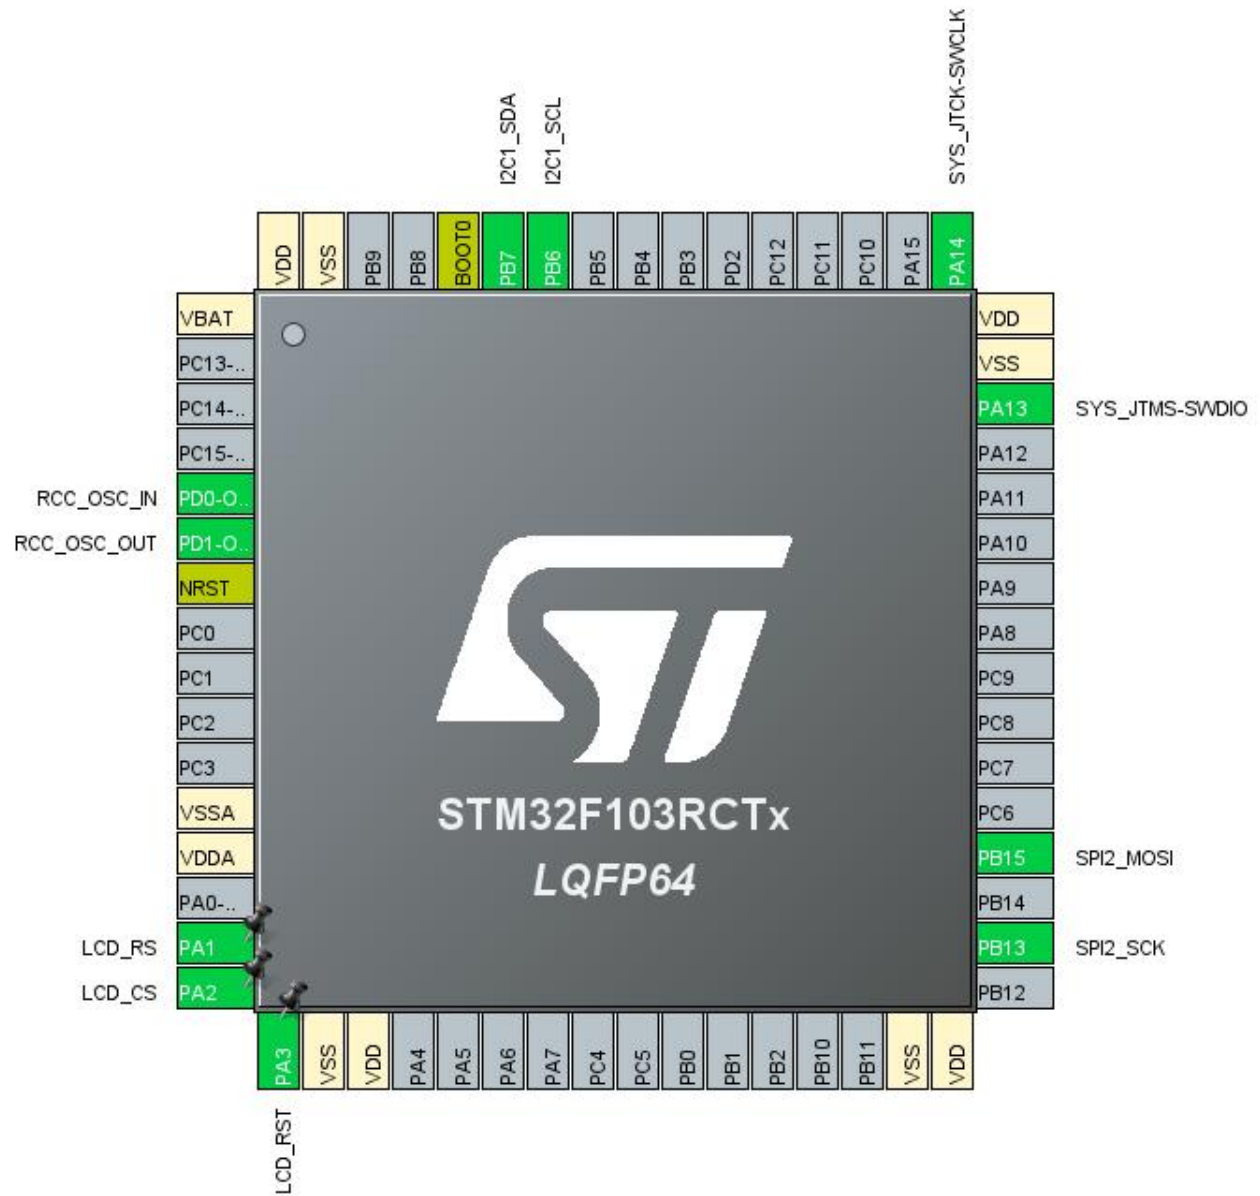 SYS_JTCK-SWCLK
I2C1_SDA
I2C1_SCL
VDD
VSS
PB9
PB8
BOOT0
PB7
PB6
PB5
PB4
PB3
PD2
PC12
PC11
PC10
PA15
PA14
VBAT
PC13-..
PC14-..
PC15-..
RCC_OSC_IN PD0-O..
RCC_OSC_OUT PD1-O..
NRST
PC0
PC1
PC2
PC3
VSSA
VDDA
PA0-..
LCD_RS PA1
LCD_CS PA2
STM32F103RCTx
LQFP64
VDD
VSS
PA13 SYS_JTMS-SWDIO
PA12
PA11
PA10
PA9
PA8
PC9
PC8
PC7
PC6
PB15 SPI2_MOSI
PB14
PB13 SPI2_SCK
PB12
PA3
VSS
VDD
PA4
PA5
PA6
PA7
PC4
PC5
PB0
PB1
PB2
PB10
PB11
VSS
VDD
LCD_RST